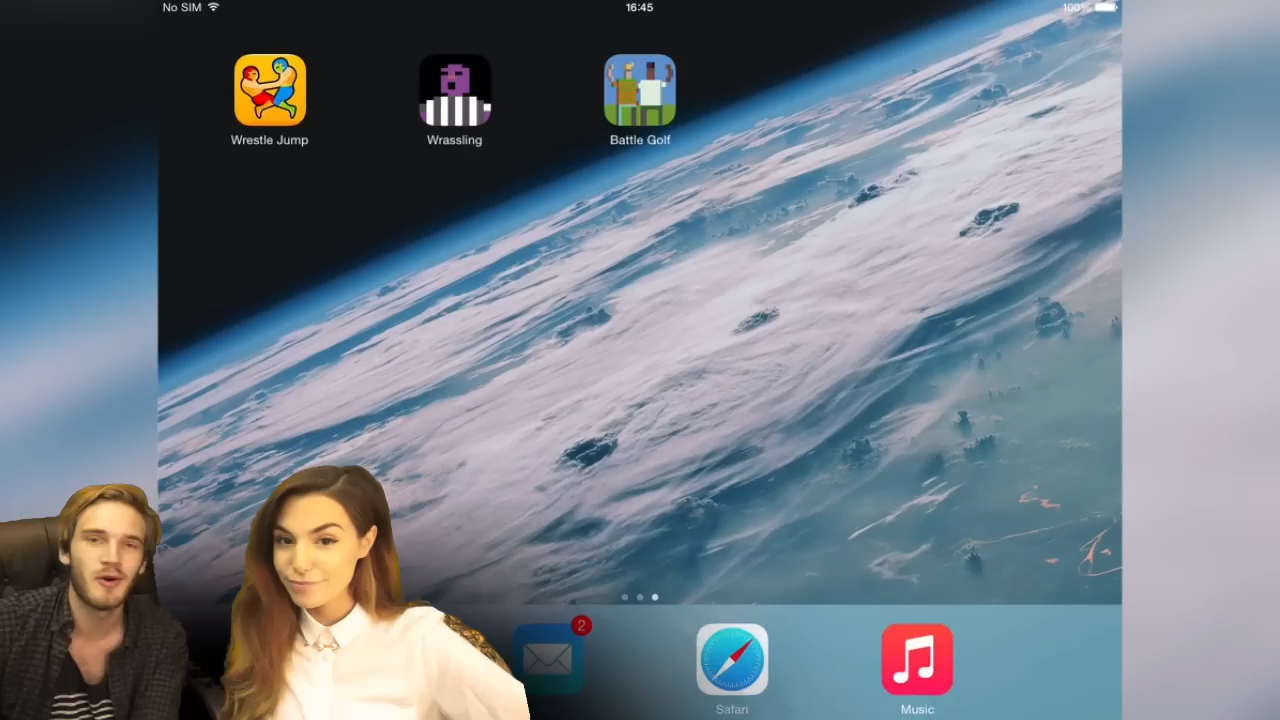 No SIM
16:45
100%
Wrestle Jump
Wrassling
Battle Golf
2
Safari
Music